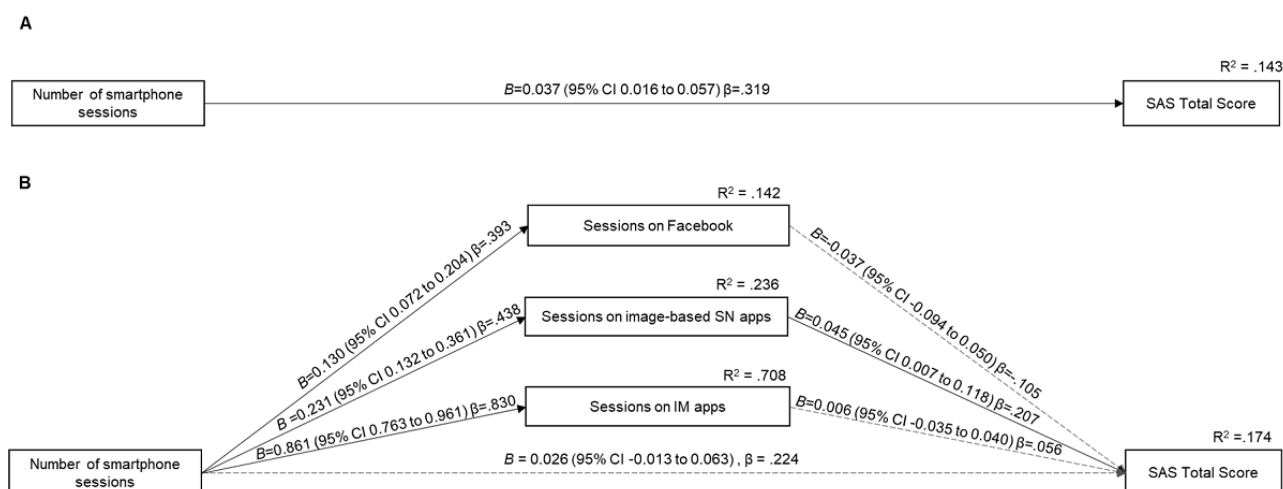 A
R² = .143
Number of smartphone
sessions
B=0.037 (95% CI 0.016 to 0.057) β=.319
SAS Total Score
B
R² = .142
Sessions on Facebook
B=0.130 (95% CI 0.072 to 0.204) β=.393
B=-0.037 (95% CI -0.094 to 0.050) β=-.105
R² = .236
Sessions on image-based SN apps
B =0.231 (95% CI 0.132 to 0.361) β=.438
B=0.045 (95% CI 0.007 to 0.118) β=.207
R² = .708
Sessions on IM apps
B=0.861 (95% CI 0.763 to 0.961) β=.830
B=0.006 (95% CI -0.035 to 0.040) β=.056
R² =.174
Number of smartphone
sessions
B = 0.026 (95% CI -0.013 to 0.063) , β = .224
SAS Total Score